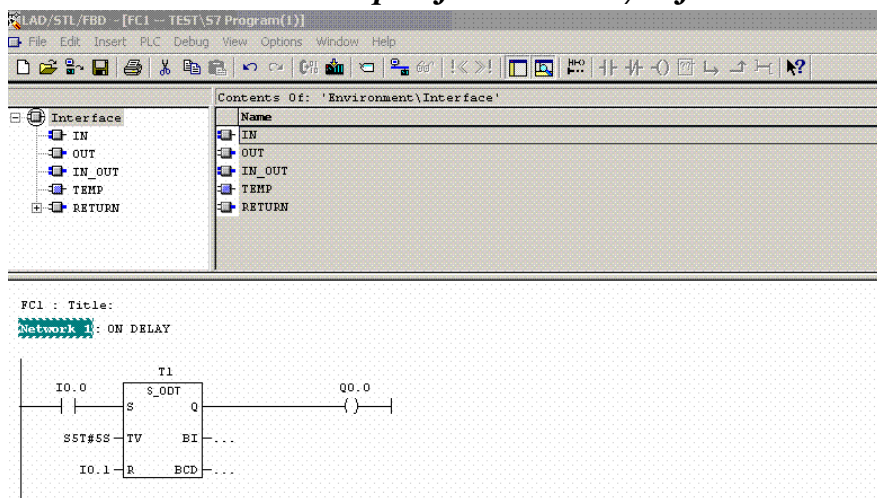 LAD/STL/FBD - [FC1 -- TEST\S7 Program(1)]
File Edit Insert PLC Debug View Options Window Help
Contents Of: 'Environment\Interface'
Interface
IN
OUT
IN_OUT
TEMP
RETURN
Name
IN
OUT
IN_OUT
TEMP
RETURN
FC1 : Title:
Network 1: ON DELAY
T1
I0.0 S_ODT Q0.0
S Q
S5T#5S TV BI ...
I0.1 R BCD ...